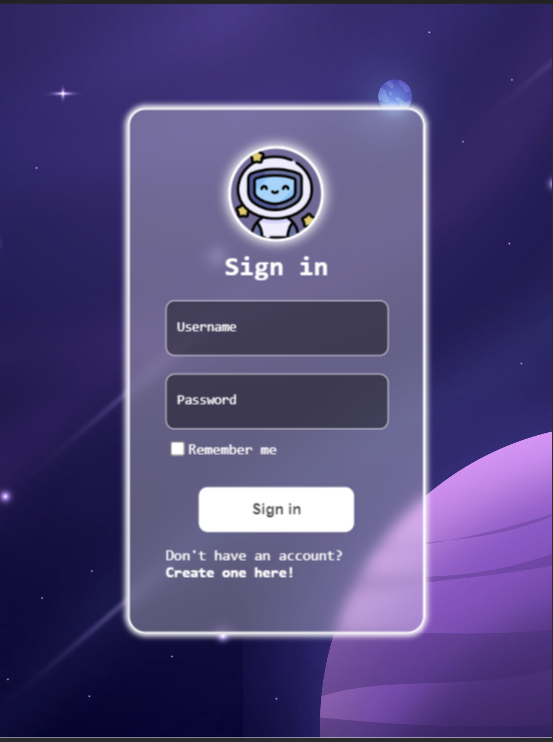 Sign in
Username
Password
Remember me
Sign in
Don't have an account?
Create one here!